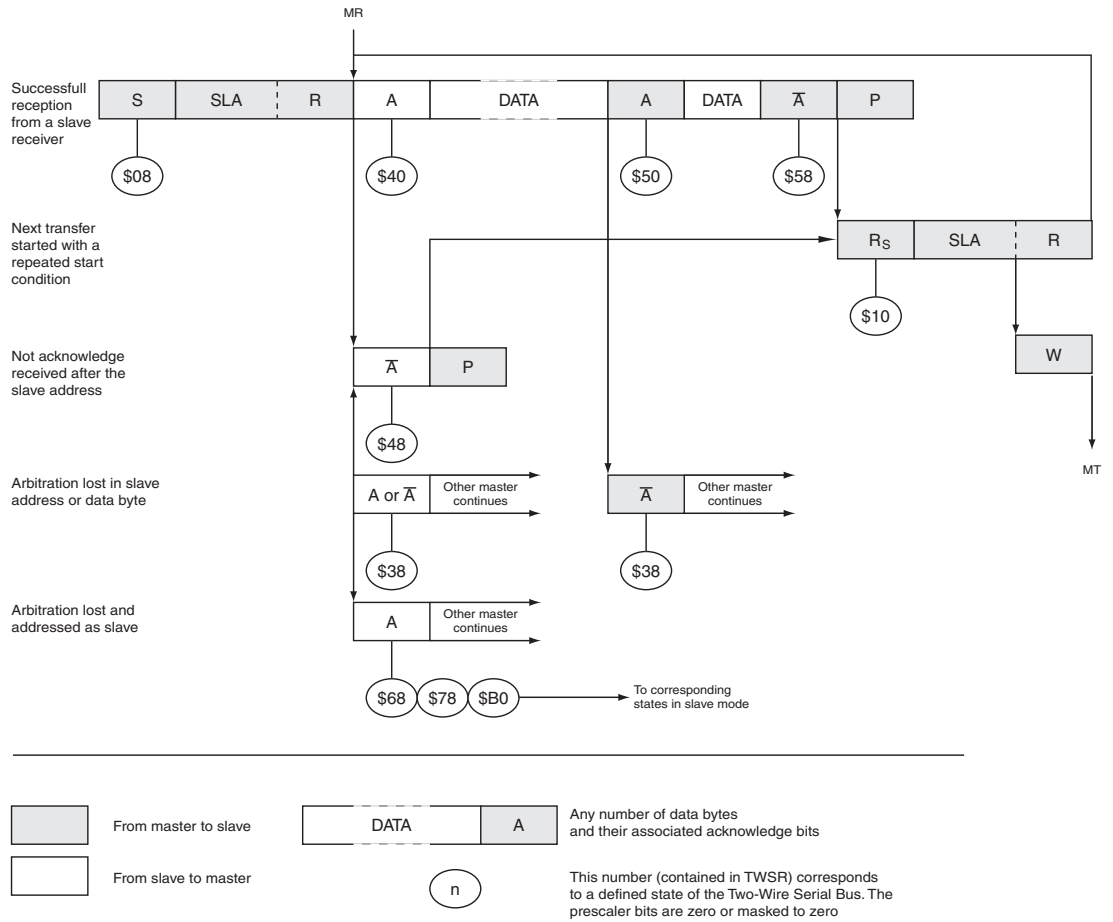 MR
Successfull
reception
from a slave
receiver
S SLA R A DATA A DATA A̅ P
$08 $40 $50 $58
Next transfer
started with a
repeated start
condition
RS SLA R
$10
Not acknowledge
received after the
slave address
A̅ P
W
$48
MT
Arbitration lost in slave
address or data byte
A or A̅
Other master
continues
A̅
Other master
continues
$38 $38
Arbitration lost and
addressed as slave
A
Other master
continues
$68 $78 $B0
To corresponding
states in slave mode
From master to slave
DATA A
Any number of data bytes
and their associated acknowledge bits
From slave to master
n
This number (contained in TWSR) corresponds
to a defined state of the Two-Wire Serial Bus. The
prescaler bits are zero or masked to zero